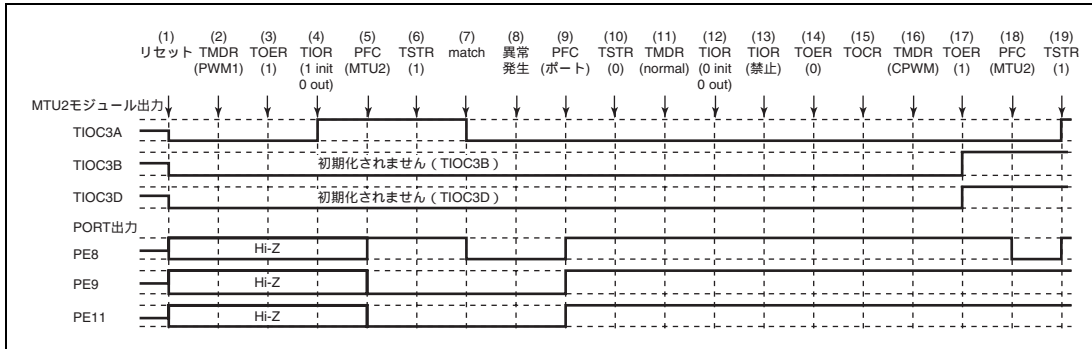 (1) (2) (3) (4) (5) (6) (7) (8) (9) (10) (11) (12) (13) (14) (15) (16) (17) (18) (19)
リセット TMDR TOER TIOR PFC TSTR match 異常 PFC TSTR TMDR TIOR TIOR TOER TOCR TMDR TOER PFC TSTR
(PWM1) (1) (1 init (MTU2) (1) 発生 (ポート) (0) (normal) (0 init (禁止) (0) (CPWM) (1) (MTU2) (1)
0 out) 0 out)
MTU2モジュール出力
TIOC3A
TIOC3B 初期化されません（TIOC3B）
TIOC3D 初期化されません（TIOC3D）
PORT出力
PE8 Hi-Z
PE9 Hi-Z
PE11 Hi-Z